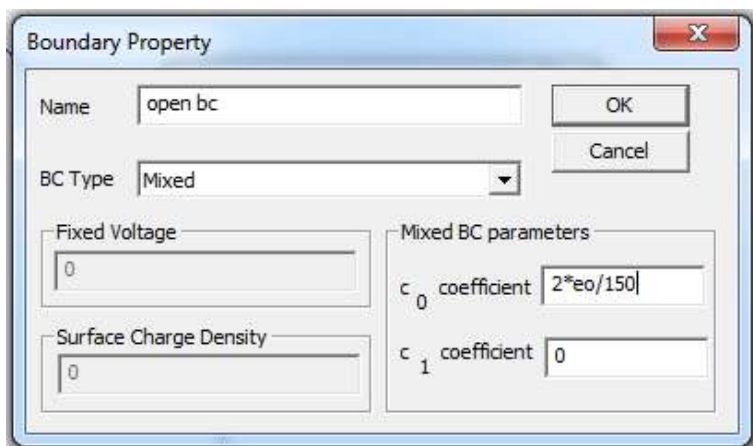 Boundary Property
Name open bc OK
Cancel
BC Type Mixed
Fixed Voltage
0
Mixed BC parameters
c 0 coefficient 2*eo/150
Surface Charge Density
0
c 1 coefficient 0